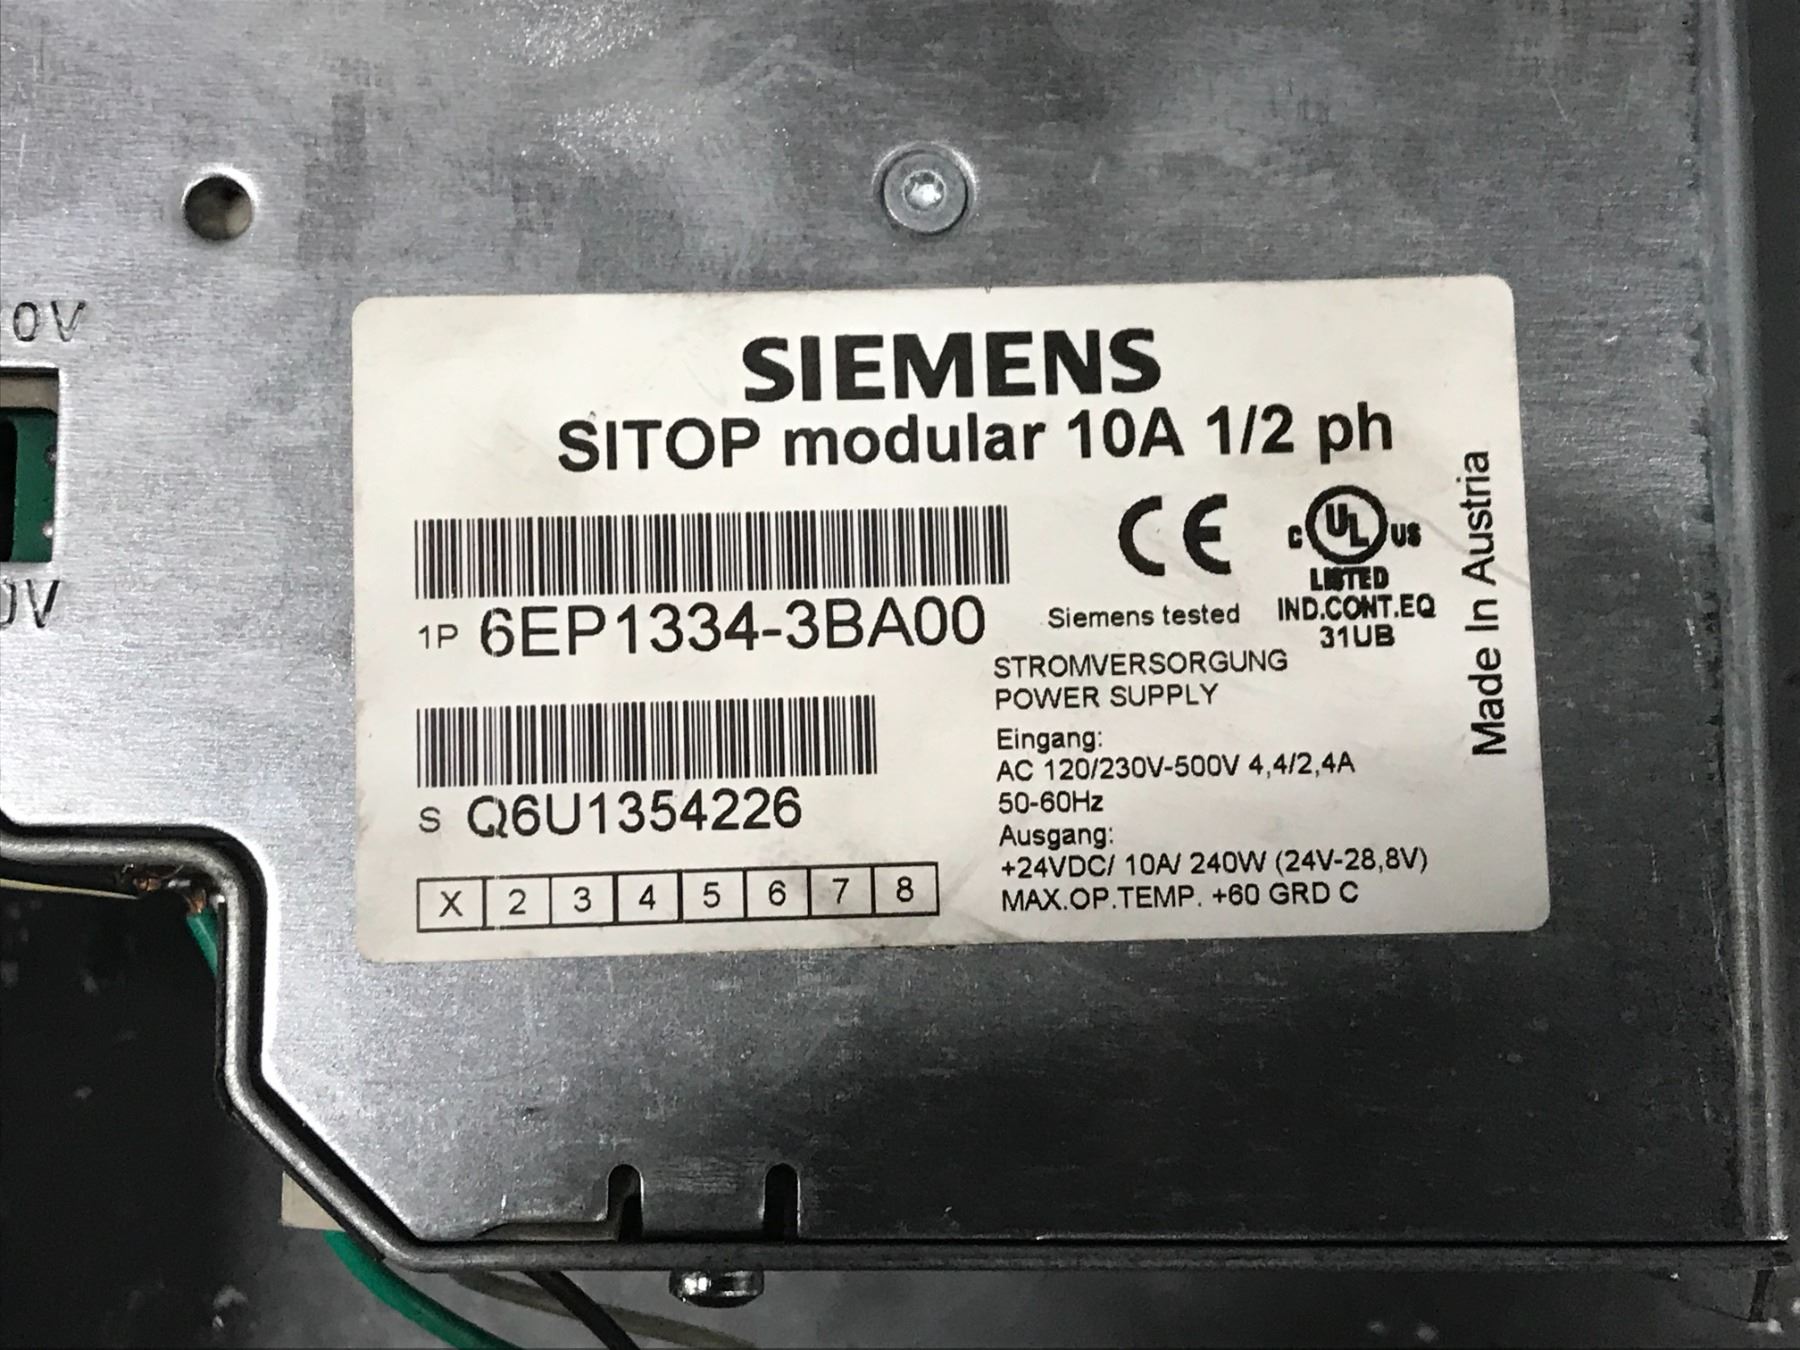 0V
0V
SIEMENS
SITOP modular 10A 1/2 ph
1P 6EP1334-3BA00
S Q6U1354226
X 2 3 4 5 6 7 8
CE
Siemens tested
C UL US
LISTED
IND.CONT.EQ
31UB
STROMVERSORGUNG
POWER SUPPLY
Eingang:
AC 120/230V-500V 4,4/2,4A
50-60Hz
Ausgang:
+24VDC/ 10A/ 240W (24V-28,8V)
MAX.OP.TEMP. +60 GRD C
Made In Austria